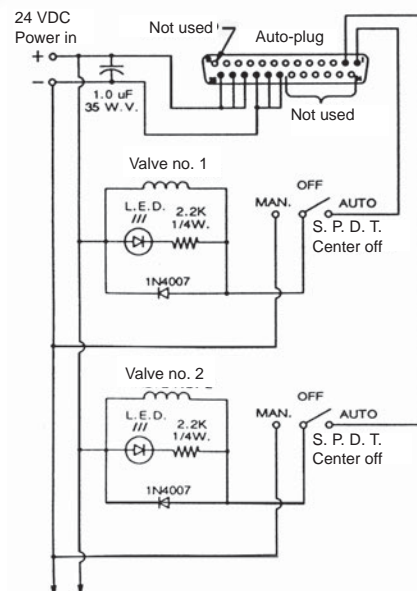 24 VDC
Power in
+
−
1.0 uF
35 W.V.
Not used
Auto-plug
Not used
Valve no. 1
L.E.D.
2.2K
1/4W.
1N4007
MAN.
OFF
AUTO
S. P. D. T.
Center off
Valve no. 2
L.E.D.
2.2K
1/4W.
1N4007
MAN.
OFF
AUTO
S. P. D. T.
Center off